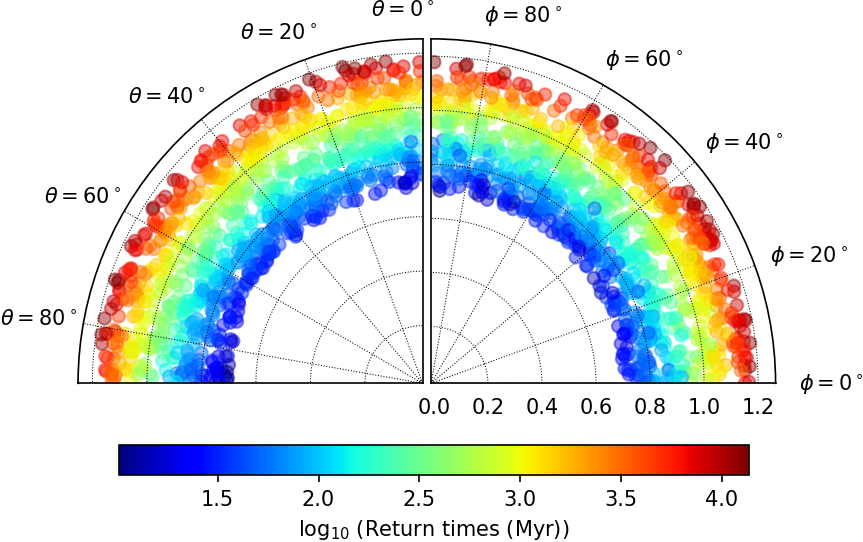 θ = 0°
ϕ = 80°
θ = 20°
ϕ = 60°
θ = 40°
ϕ = 40°
θ = 60°
ϕ = 20°
θ = 80°
ϕ = 0°
0.0 0.2 0.4 0.6 0.8 1.0 1.2
1.5 2.0 2.5 3.0 3.5 4.0
log₁₀ (Return times (Myr))